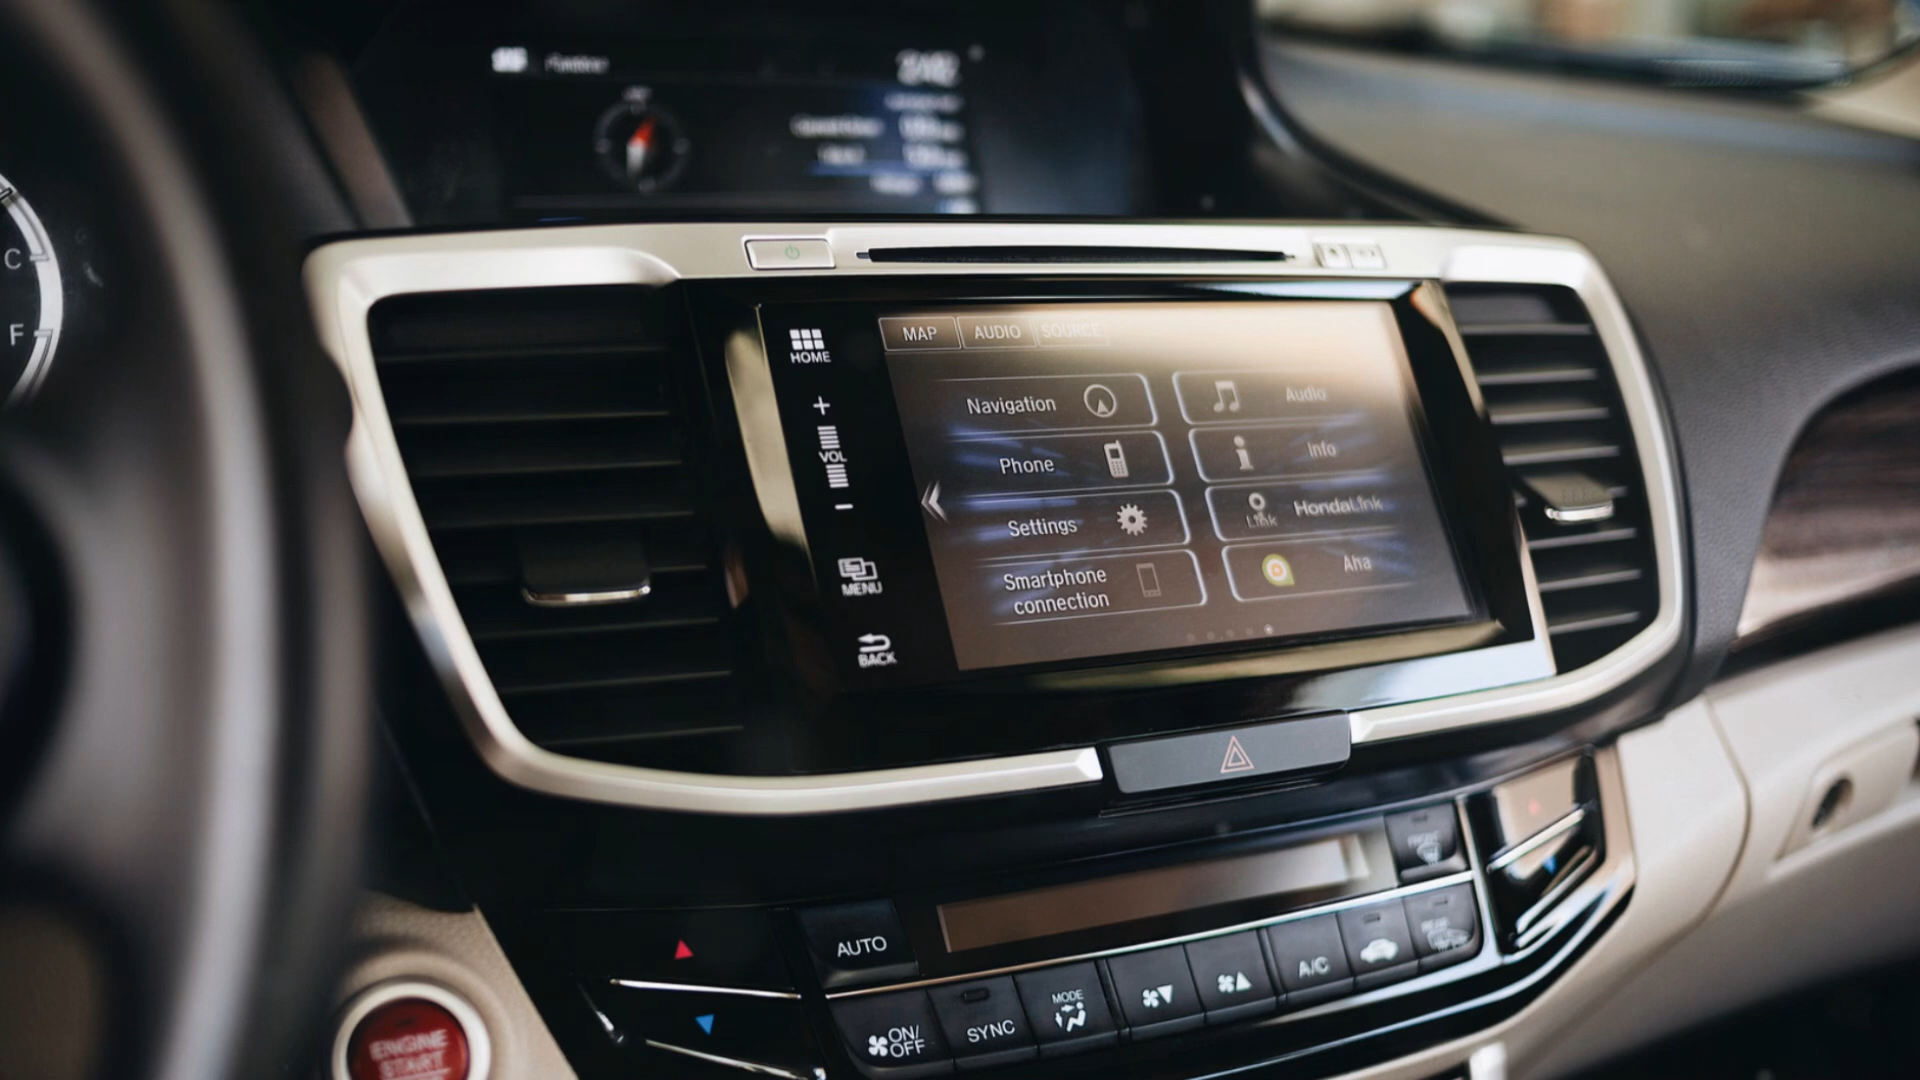 C
F
HOME
VOL
MENU
BACK
MAP
AUDIO
SOURCE
Navigation
Audio
Phone
Info
Settings
Link
HondaLink
Smartphone
connection
Aha
AUTO
ON/
OFF
SYNC
MODE
A/C
ENGINE
START